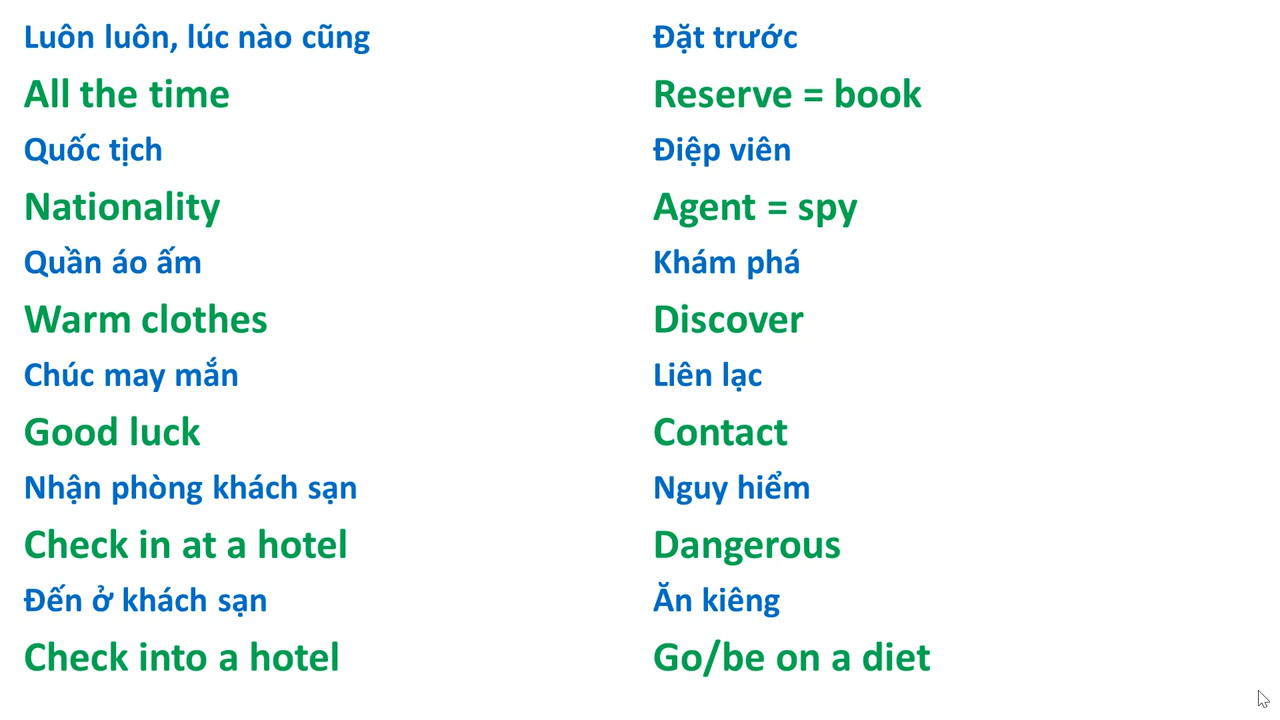 Luôn luôn, lúc nào cũng
All the time
Quốc tịch
Nationality
Quần áo ấm
Warm clothes
Chúc may mắn
Good luck
Nhận phòng khách sạn
Check in at a hotel
Đến ở khách sạn
Check into a hotel
Đặt trước
Reserve = book
Điệp viên
Agent = spy
Khám phá
Discover
Liên lạc
Contact
Nguy hiểm
Dangerous
Ăn kiêng
Go/be on a diet